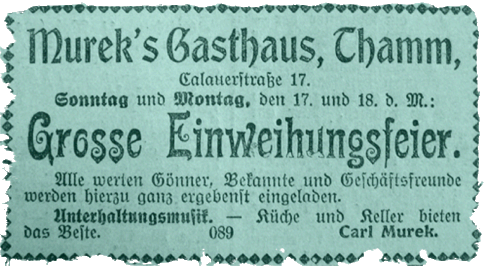 Murek's Gasthaus, Thamm,
Calauerstraße 17.
Sonntag und Montag, den 17. und 18. d. M.:
Grosse Einweihungsfeier.
Alle werten Gönner, Bekannte und Geschäftsfreunde
werden hierzu ganz ergebenst eingeladen.
Unterhaltungsmusik. — Küche und Keller bieten
das Beste. 089 Carl Murek.